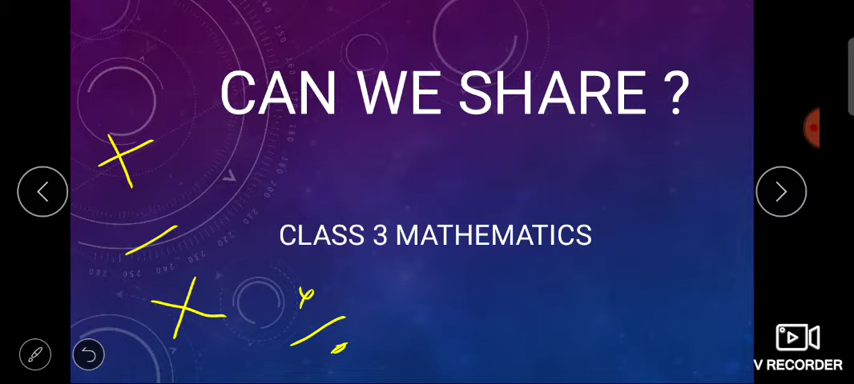 CAN WE SHARE ?
CLASS 3 MATHEMATICS
+
−
×
÷
V RECORDER